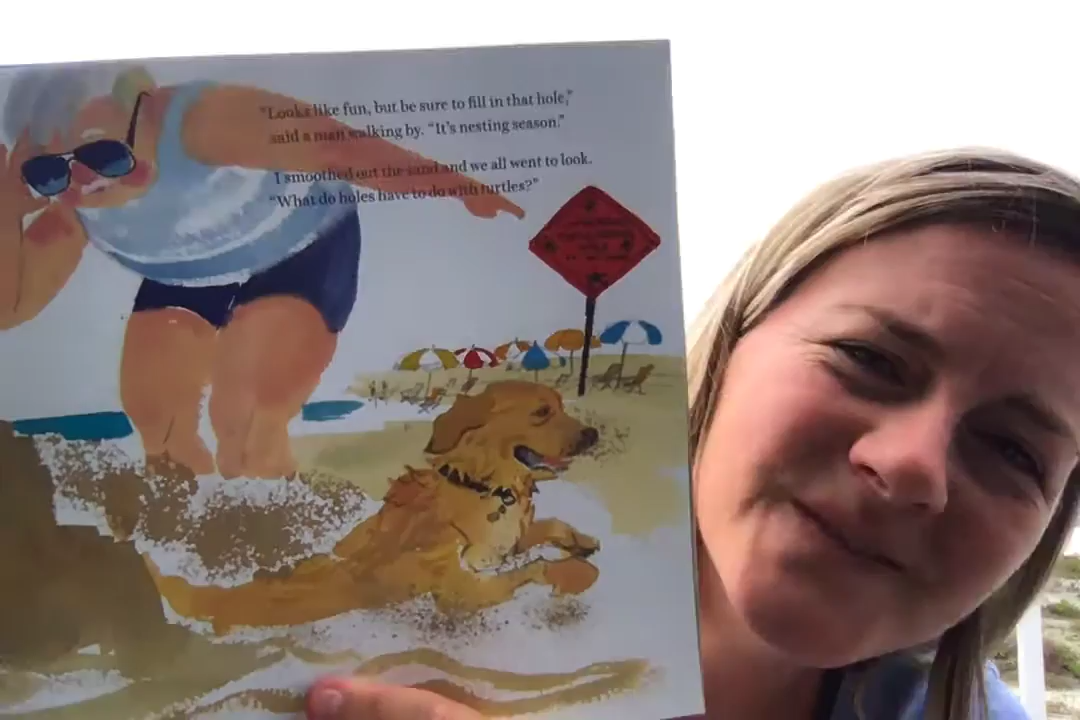 “Looks like fun, but be sure to fill in that hole,”
said a man walking by. “It’s nesting season.”
I smoothed out the sand and we all went to look.
“What do holes have to do with turtles?”